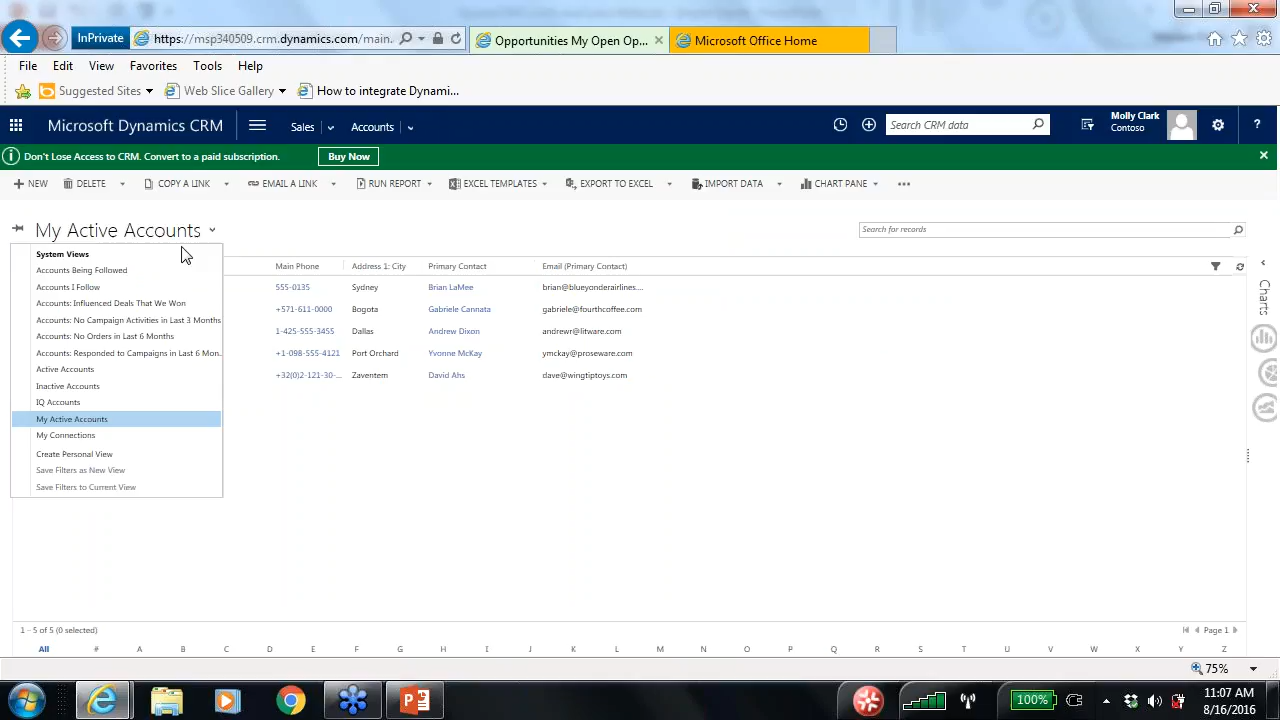 InPrivate
https://msp340509.crm.dynamics.com/main.
Opportunities My Open Op...
Microsoft Office Home
File Edit View Favorites Tools Help
Suggested Sites
Web Slice Gallery
How to integrate Dynami...
Microsoft Dynamics CRM
Sales
Accounts
Search CRM data
Molly Clark
Contoso
?
Don't Lose Access to CRM. Convert to a paid subscription.
Buy Now
NEW
DELETE
COPY A LINK
EMAIL A LINK
RUN REPORT
EXCEL TEMPLATES
EXPORT TO EXCEL
IMPORT DATA
CHART PANE
My Active Accounts
Search for records
System Views
Accounts Being Followed
Accounts I Follow
Accounts: Influenced Deals That We Won
Accounts: No Campaign Activities in Last 3 Months
Accounts: No Orders in Last 6 Months
Accounts: Responded to Campaigns in Last 6 Mon..
Active Accounts
Inactive Accounts
IQ Accounts
My Active Accounts
My Connections
Create Personal View
Save Filters as New View
Save Filters to Current View
Main Phone Address 1: City Primary Contact Email (Primary Contact)
555-0135 Sydney Brian LaMee brian@blueyonderairlines....
+571-611-0000 Bogota Gabriele Cannata gabriele@fourthcoffee.com
1-425-555-3455 Dallas Andrew Dixon andrewr@litware.com
+1-098-555-4121 Port Orchard Yvonne McKay ymckay@proseware.com
+32(0)2-121-30-... Zaventem David Ahs dave@wingtiptoys.com
Charts
1 - 5 of 5 (0 selected)
Page 1
All # A B C D E F G H I J K L M N O P Q R S T U V W X Y Z
75%
100%
11:07 AM
8/16/2016